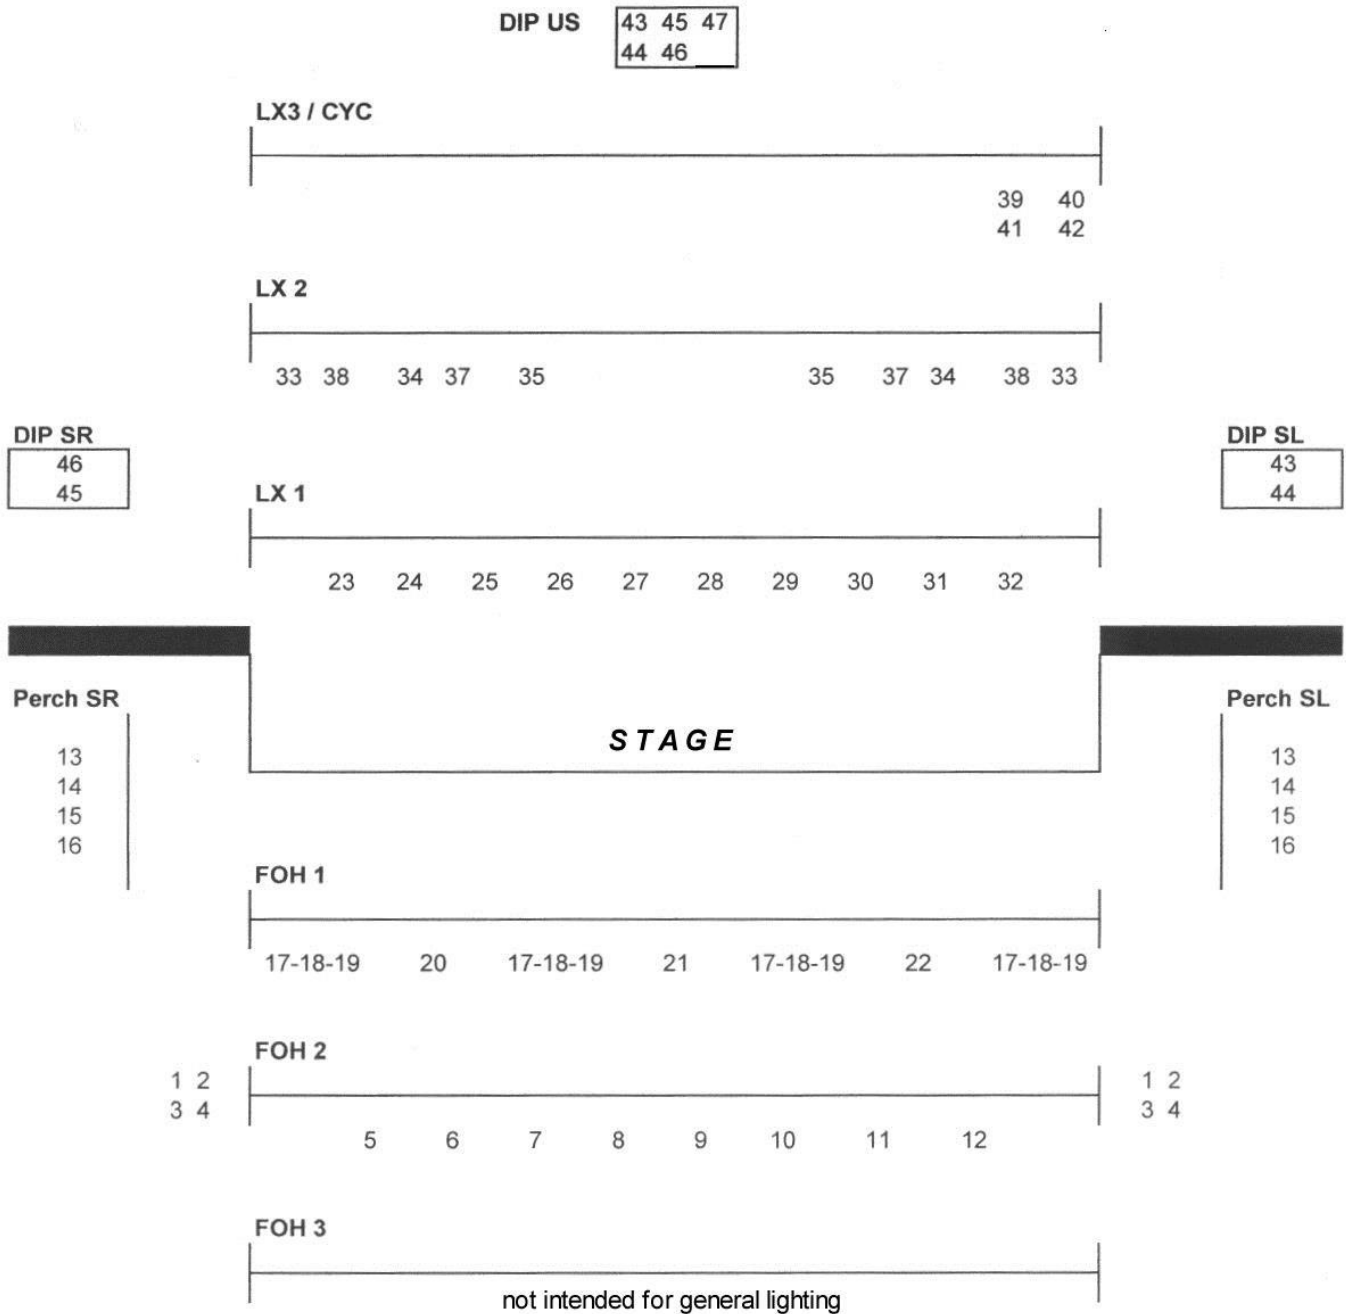 DIP US 43 45 47
44 46
LX3 / CYC
39 40
41 42
LX 2
33 38 34 37 35 35 37 34 38 33
DIP SR DIP SL
46 43
45 44
LX 1
23 24 25 26 27 28 29 30 31 32
Perch SR Perch SL
STAGE
13 13
14 14
15 15
16 16
FOH 1
17-18-19 20 17-18-19 21 17-18-19 22 17-18-19
FOH 2
1 2 1 2
3 4 3 4
5 6 7 8 9 10 11 12
FOH 3
not intended for general lighting